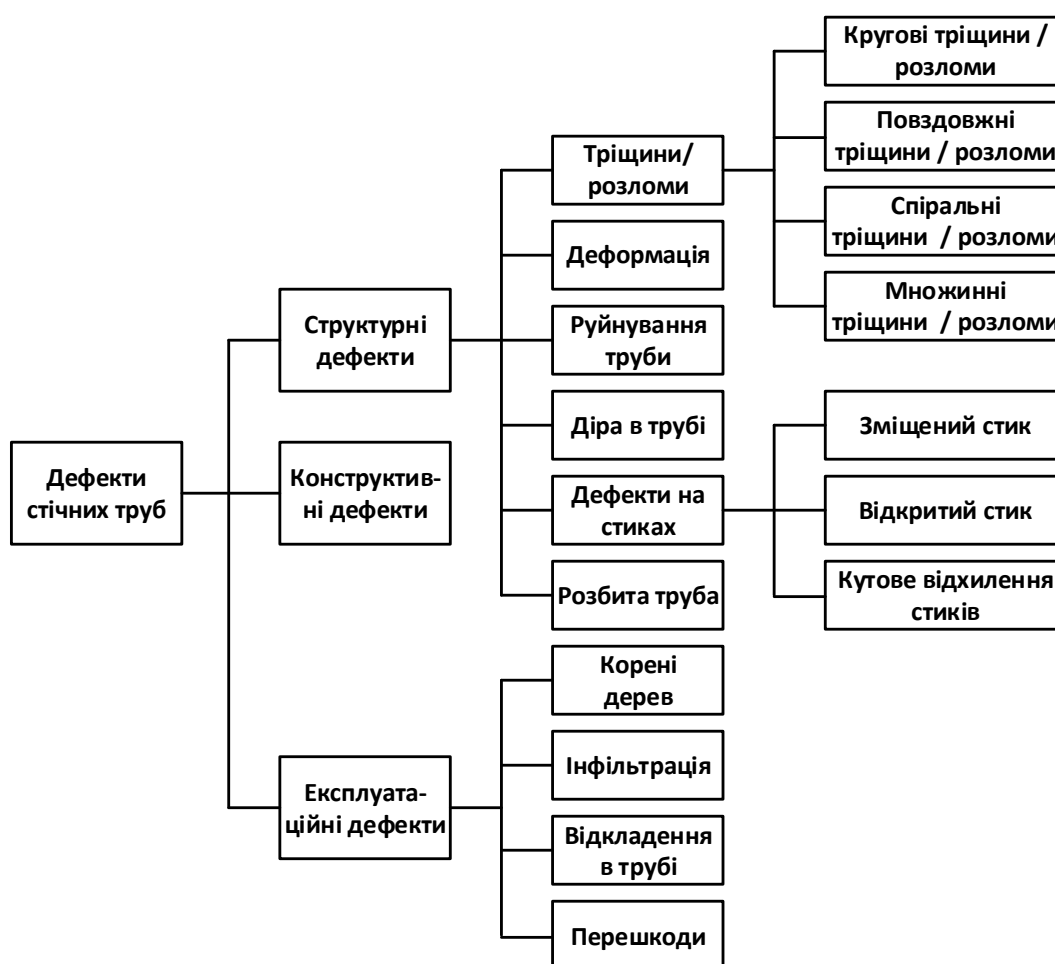 Дефекти
стічних труб
Структурні
дефекти
Конструктив-
ні дефекти
Експлуата-
ційні дефекти
Тріщини/
розломи
Деформація
Руйнування
труби
Діра в трубі
Дефекти на
стиках
Розбита труба
Корені
дерев
Інфільтрація
Відкладення
в трубі
Перешкоди
Кругові тріщини /
розломи
Повздовжні
тріщини / розломи
Спіральні
тріщини / розломи
Множинні
тріщини / розломи
Зміщений стик
Відкритий стик
Кутове відхилення
стиків